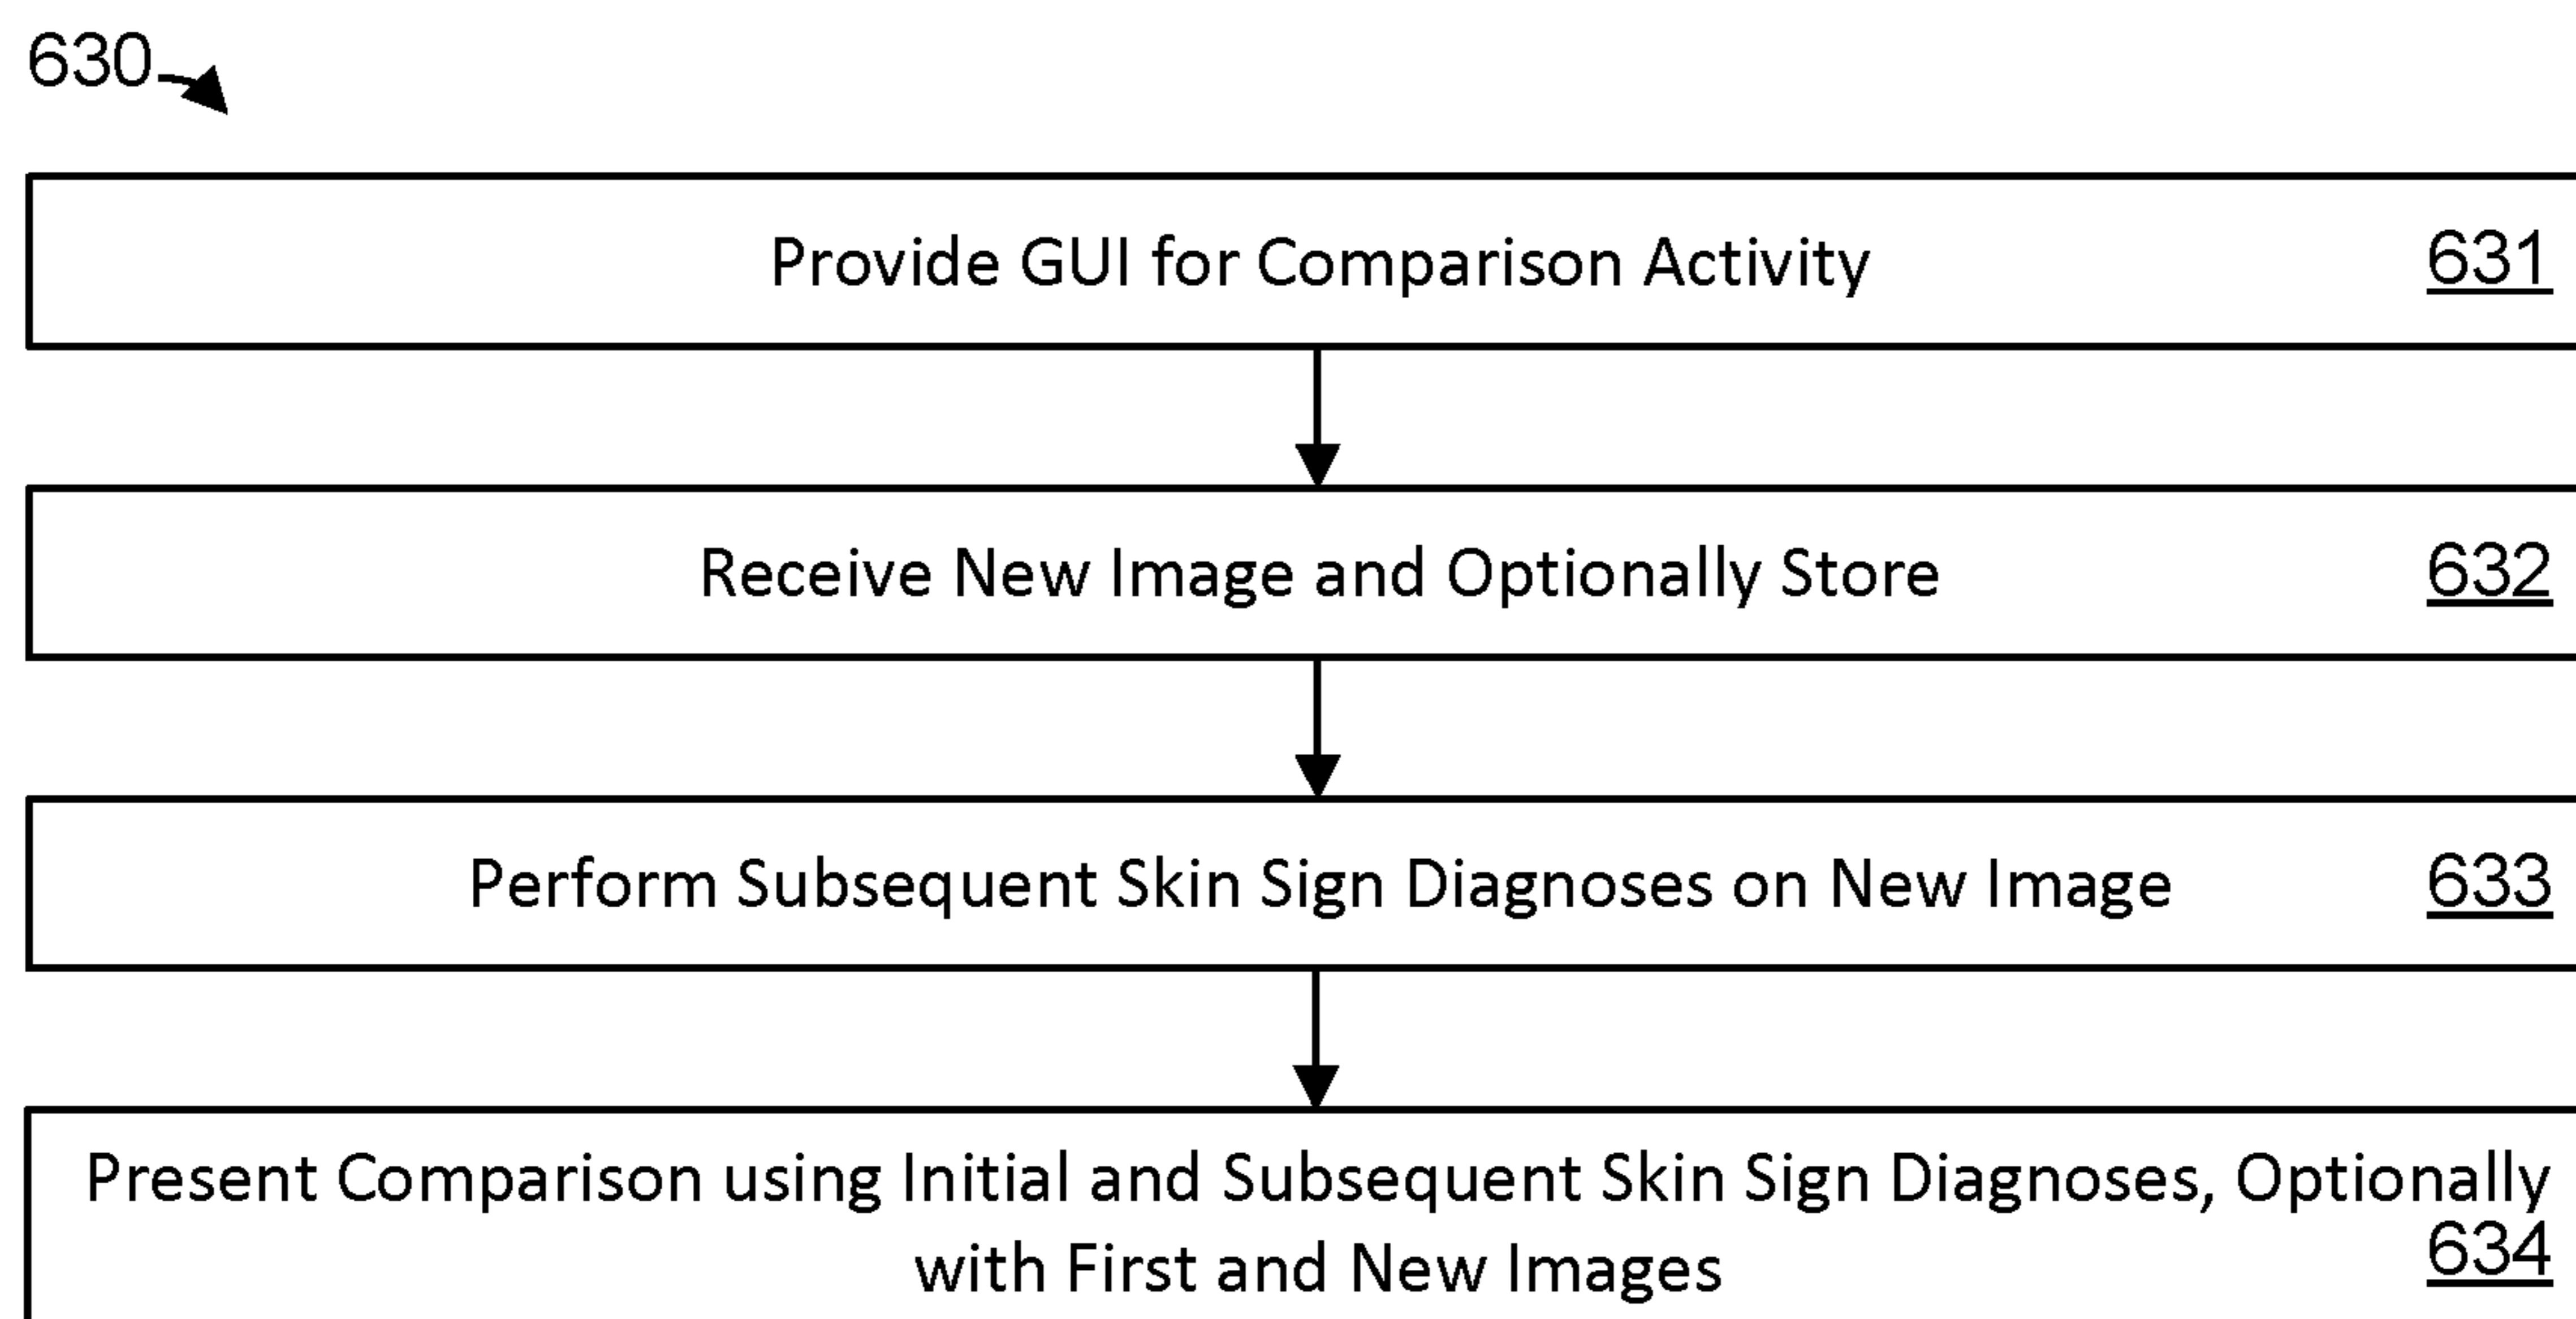 630
Provide GUI for Comparison Activity 631
Receive New Image and Optionally Store 632
Perform Subsequent Skin Sign Diagnoses on New Image 633
Present Comparison using Initial and Subsequent Skin Sign Diagnoses, Optionally
with First and New Images 634